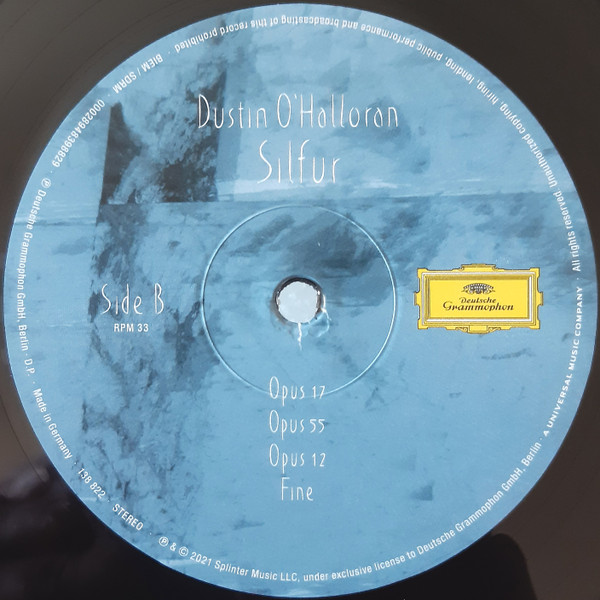 Dustin O'Halloran
Silfur
Side B
RPM 33
Deutsche
Grammophon
Opus 17
Opus 55
Opus 12
Fine
℗ Deutsche Grammophon GmbH, Berlin · D.P. · Made in Germany · 138 822 · STEREO · ℗ & © 2021 Splinter Music LLC, under exclusive license to Deutsche Grammophon GmbH, Berlin · A UNIVERSAL MUSIC COMPANY · All rights reserved. Unauthorized copying, hiring, lending, public performance and broadcasting of this record prohibited · BIEM / SDRM · 00028948398829 ·